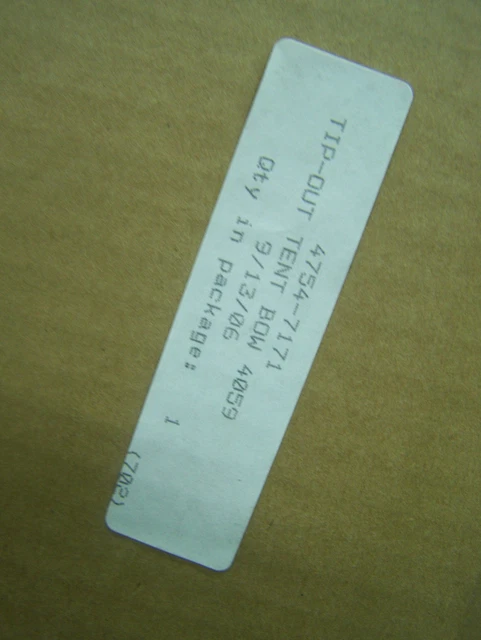 4754-7171
TIP-OUT TENT BOW 4059
9/13/06
Qty in package: 1
(702)